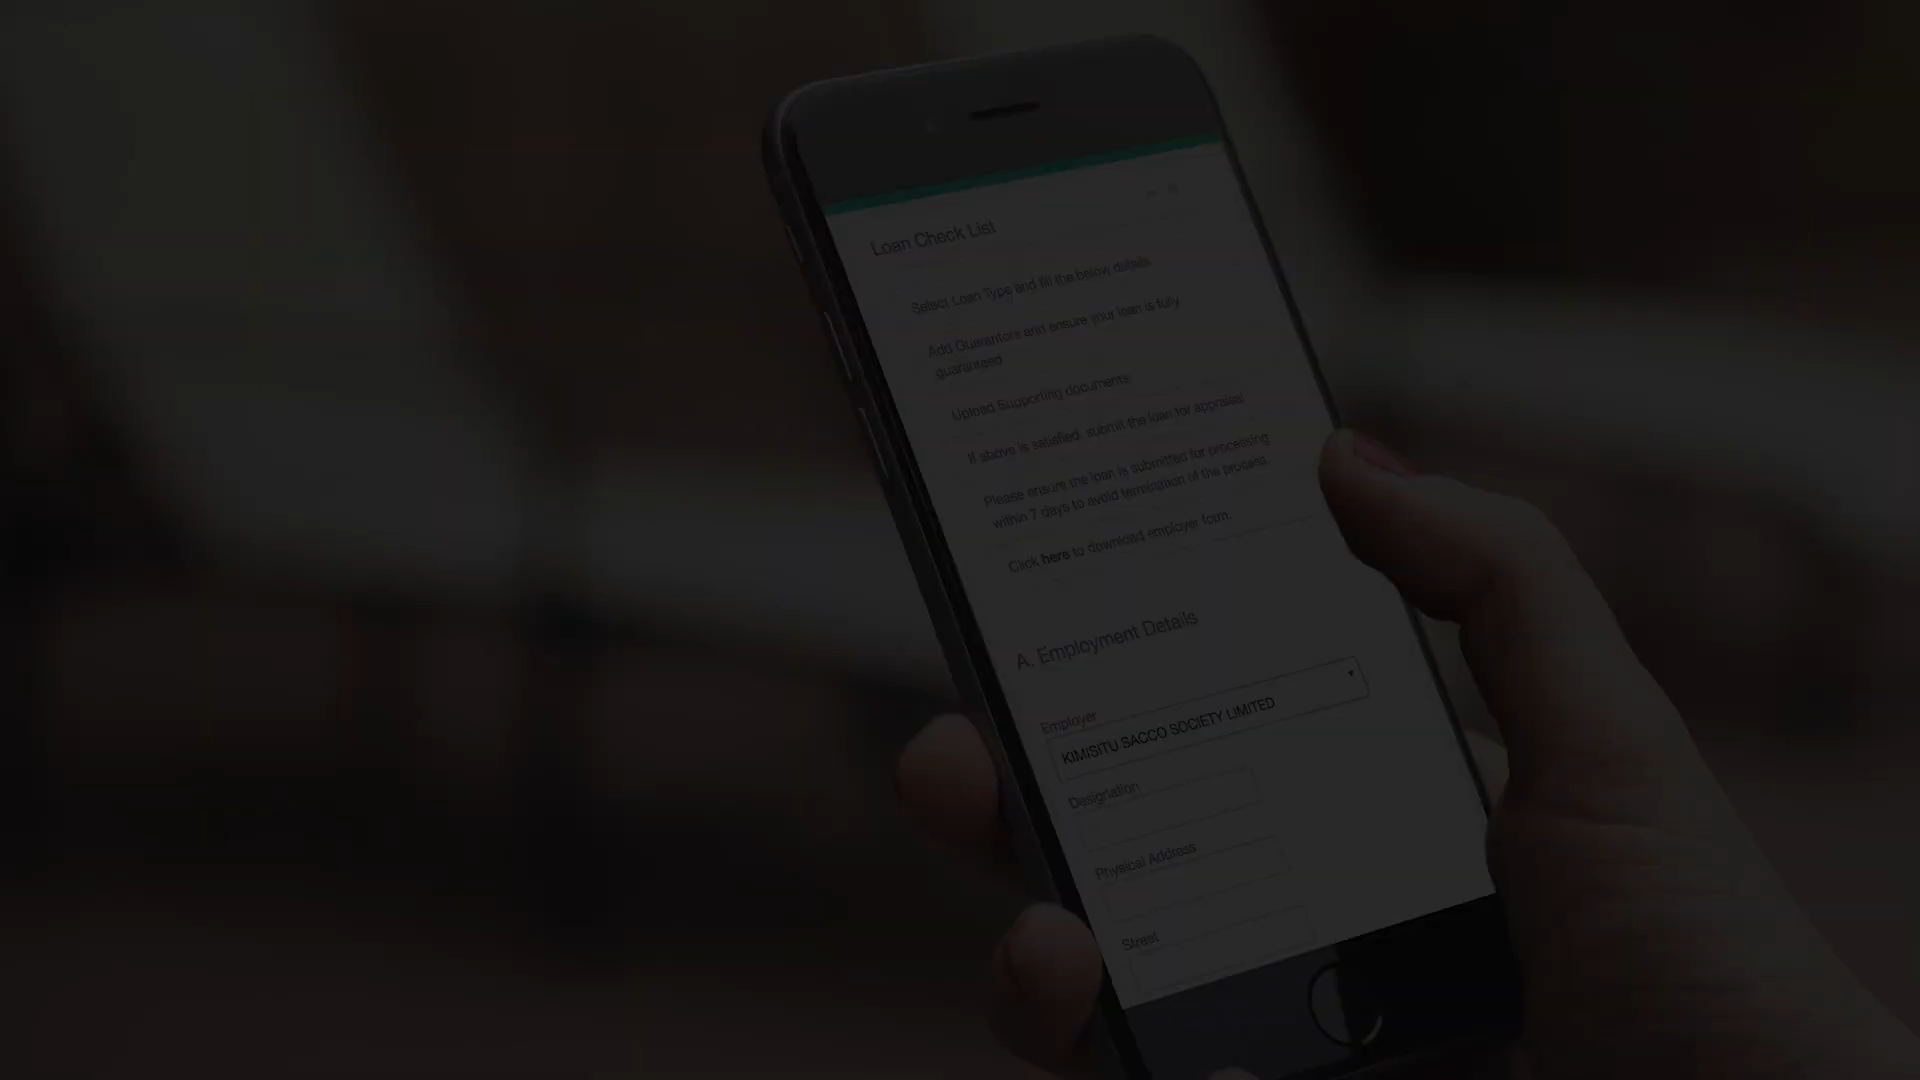 Loan Check List
Select Loan Type and fill the below details
Add Guarantors and ensure your loan is fully
guaranteed
Upload Supporting documents
If above is satisfied, submit the loan for appraisal
Please ensure the loan is submitted for processing
within 7 days to avoid termination of the process.
Click here to download employer form.
A. Employment Details
Employer
KIMISITU SACCO SOCIETY LIMITED
Designation
Physical Address
Street